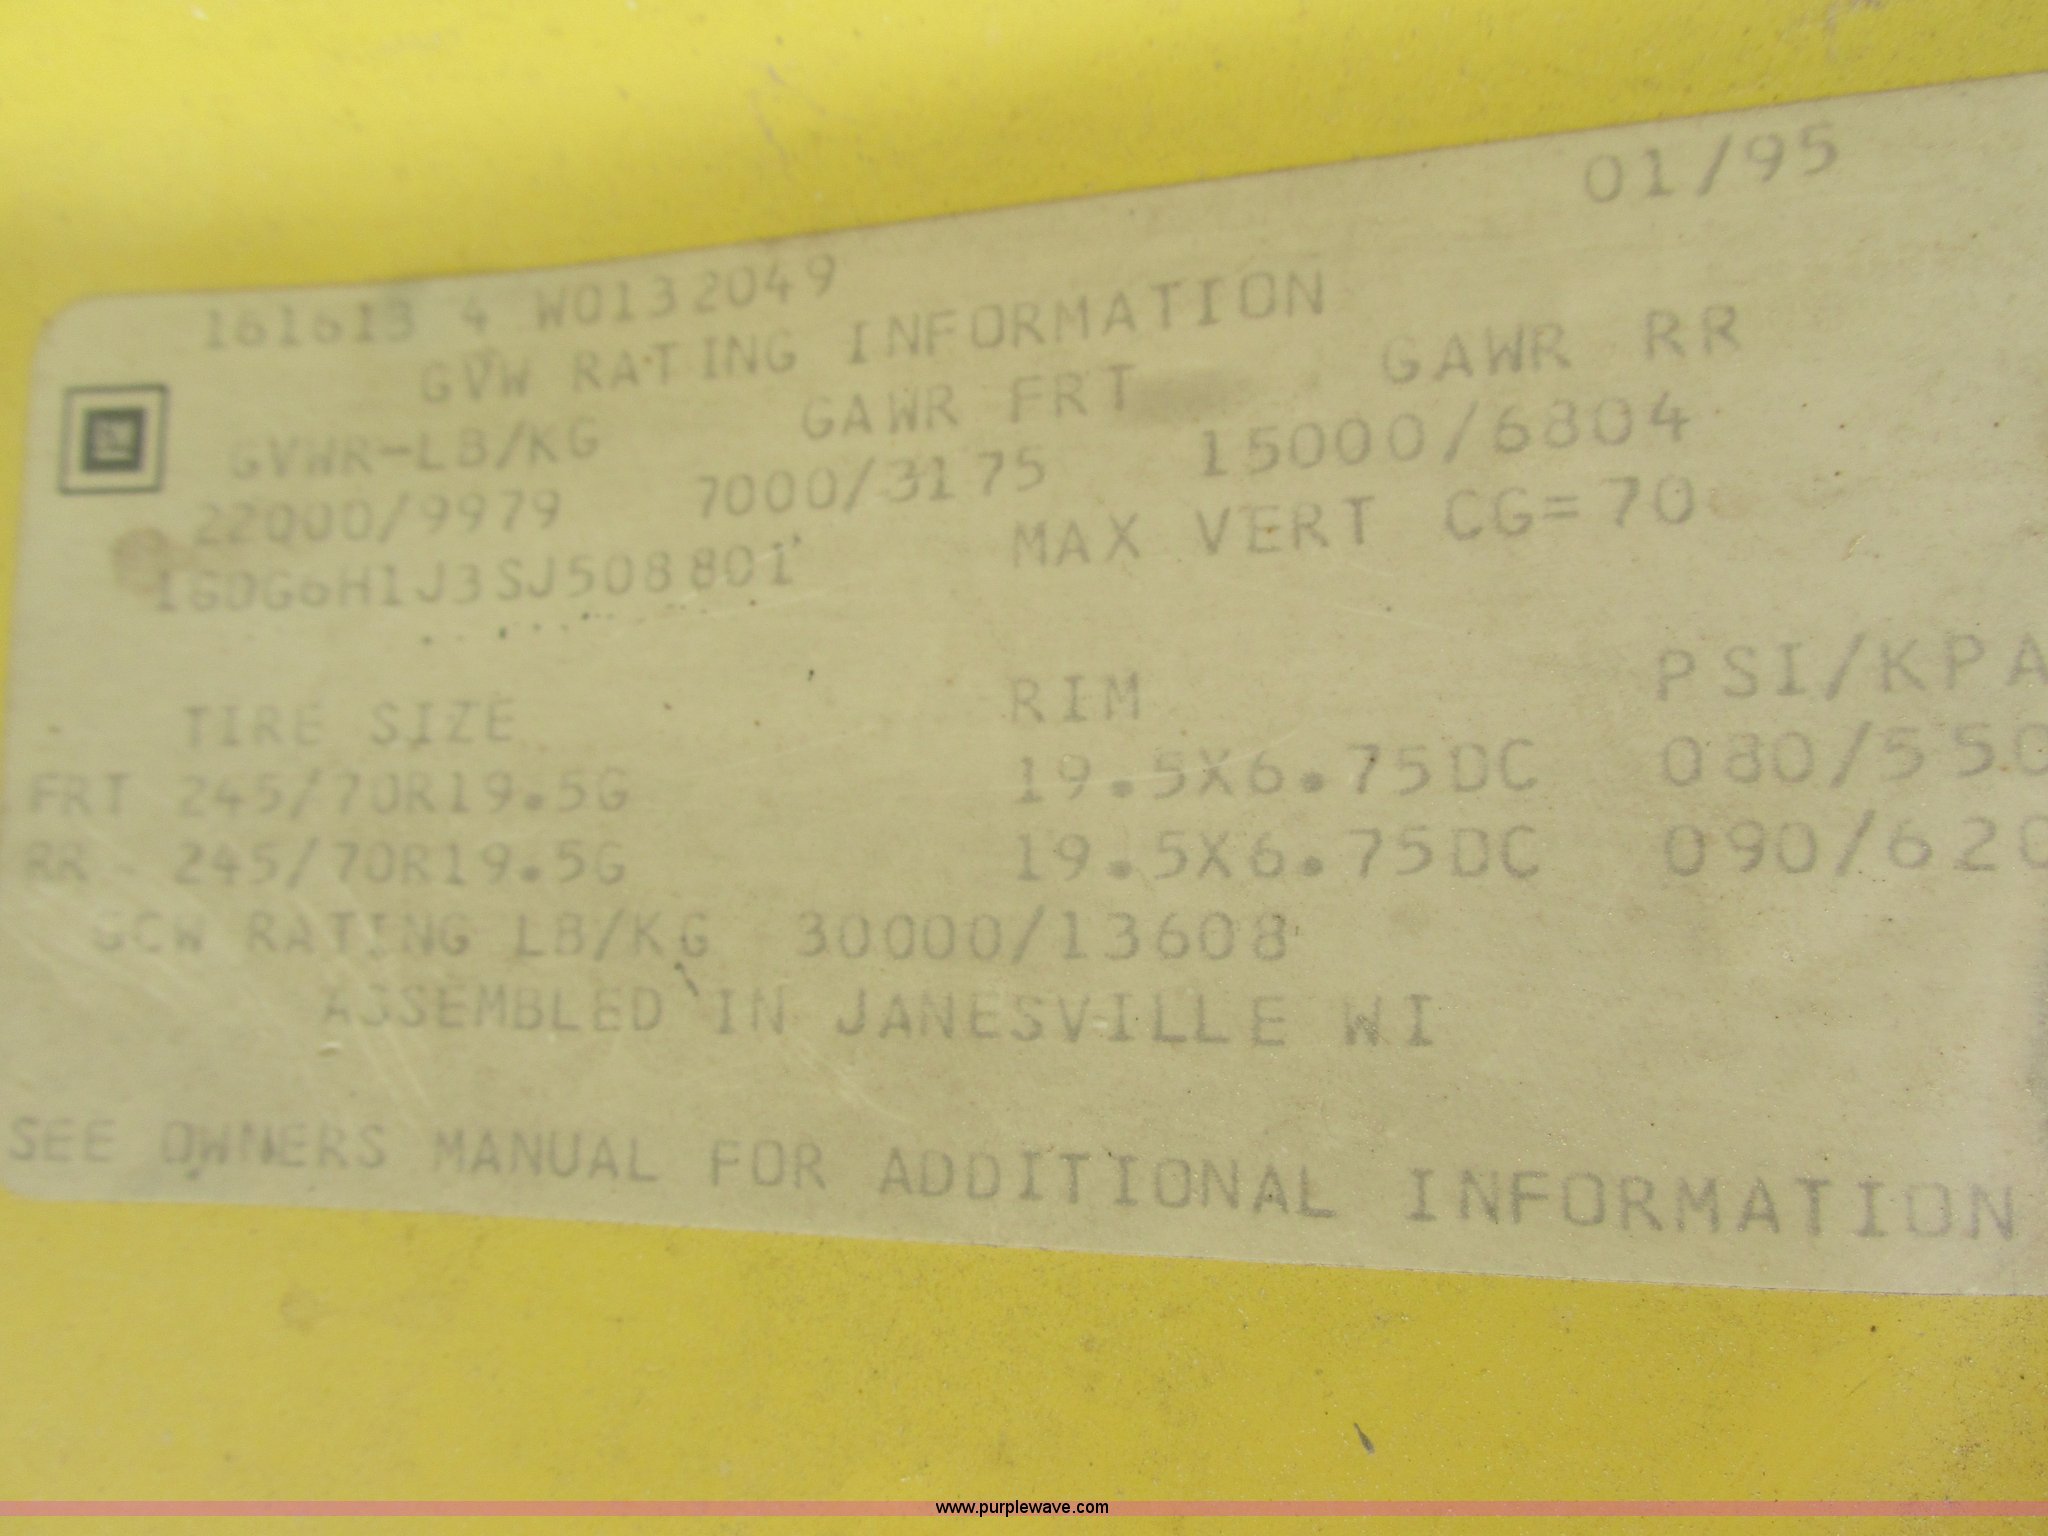 01/95
161613 4 W0132049
GVW RATING INFORMATION
GVWR-LB/KG GAWR FRT GAWR RR
22000/9979 7000/3175 15000/6804
1GDG6H1J3SJ508801 MAX VERT CG=70
TIRE SIZE RIM PSI/KPA
FRT 245/70R19.5G 19.5X6.75DC 080/550
RR 245/70R19.5G 19.5X6.75DC 090/620
GCW RATING LB/KG 30000/13608
ASSEMBLED IN JANESVILLE WI
SEE OWNERS MANUAL FOR ADDITIONAL INFORMATION
www.purplewave.com